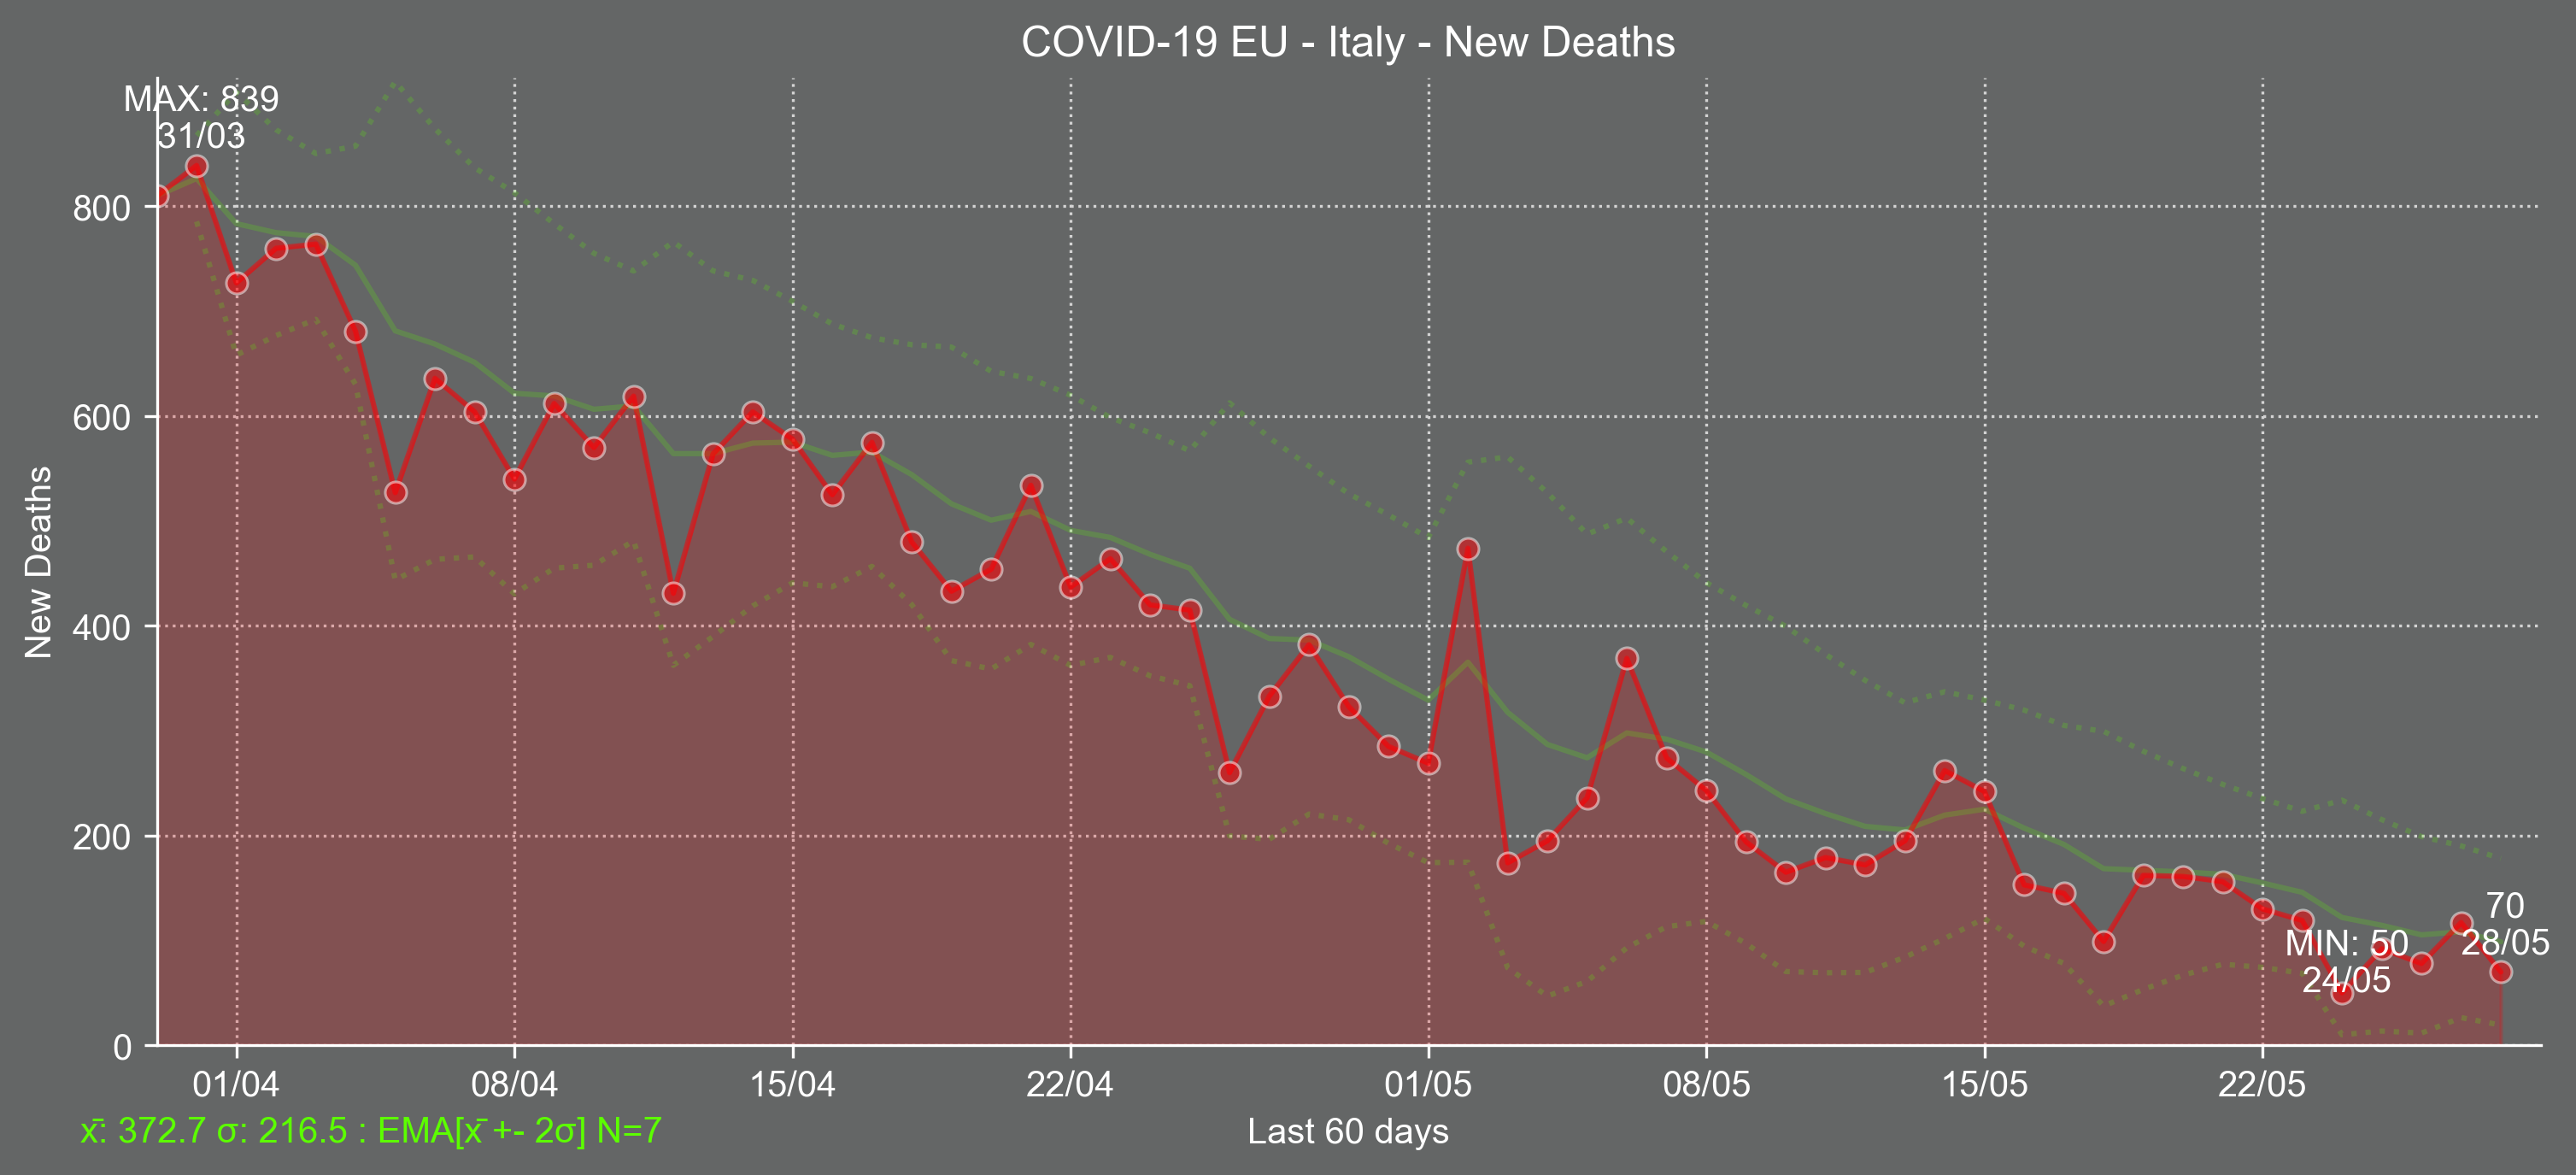 COVID-19 EU - Italy - New Deaths
MAX: 839
31/03
800
600
400
200
0
New Deaths
70
28/05
MIN: 50
24/05
01/04 08/04 15/04 22/04 01/05 08/05 15/05 22/05
x̄: 372.7 σ: 216.5 : EMA[x̄ +- 2σ] N=7
Last 60 days